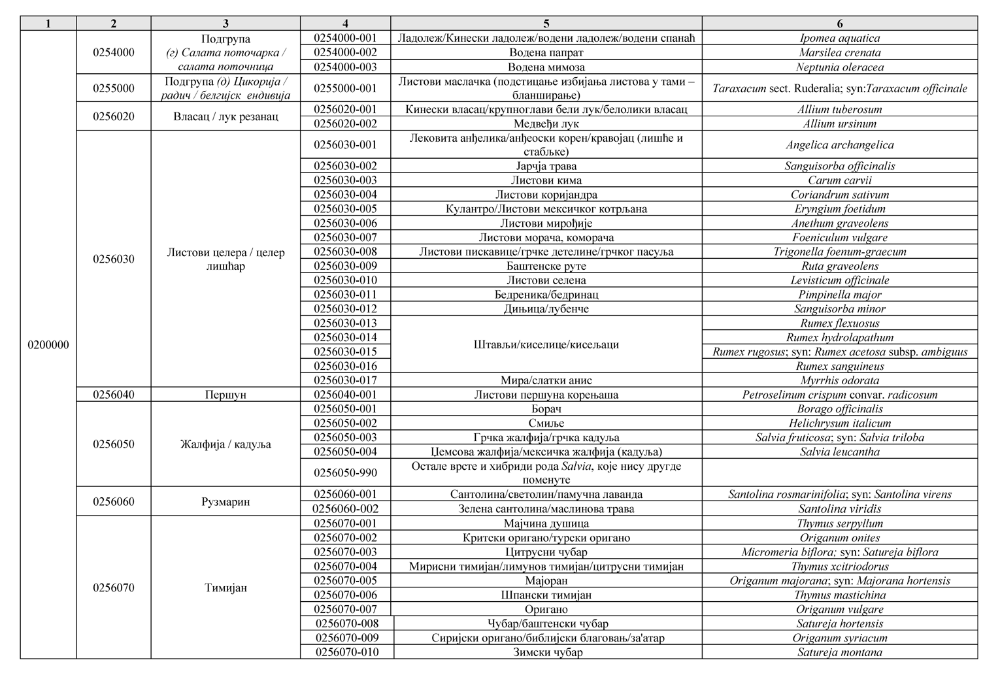 1 2 3 4 5 6
0200000
0254000
Подгрупа
(г) Салата поточарка /
салата поточница
0254000-001 Ладолеж/Кинески ладолеж/водени ладолеж/водени спанаћ Ipomea aquatica
0254000-002 Водена папрат Marsilea crenata
0254000-003 Водена мимоза Neptunia oleracea
0255000
Подгрупа (д) Цикорија /
радич / белгијск ендивија
0255000-001
Листови маслачка (подстицање избијања листова у тами –
бланширање)
Taraxacum sect. Ruderalia; syn:Taraxacum officinale
0256020 Власац / лук резанац
0256020-001 Кинески власац/крупноглави бели лук/белолики власац Allium tuberosum
0256020-002 Медвеђи лук Allium ursinum
0256030
Листови целера / целер
лишћар
0256030-001
Лековита анђелика/анђеоски корен/кравојац (лишће и
стабљке)
Angelica archangelica
0256030-002 Јарчја трава Sanguisorba officinalis
0256030-003 Листови кима Carum carvii
0256030-004 Листови коријандра Coriandrum sativum
0256030-005 Кулантро/Листови мексичког котрљана Eryngium foetidum
0256030-006 Листови мирођије Anethum graveolens
0256030-007 Листови морача, коморача Foeniculum vulgare
0256030-008 Листови пискавице/грчке детелине/грчког пасуља Trigonella foenum-graecum
0256030-009 Баштенске руте Ruta graveolens
0256030-010 Листови селена Levisticum officinale
0256030-011 Бедреника/бедринац Pimpinella major
0256030-012 Дињица/лубенче Sanguisorba minor
0256030-013 Rumex flexuosus
0256030-014 Rumex hydrolapathum
Штављи/киселице/кисељаци
0256030-015 Rumex rugosus; syn: Rumex acetosa subsp. ambiguus
0256030-016 Rumex sanguineus
0256030-017 Мира/слатки анис Myrrhis odorata
0256040 Першун 0256040-001 Листови першуна корењаша Petroselinum crispum convar. radicosum
0256050 Жалфија / кадуља
0256050-001 Борач Borago officinalis
0256050-002 Смиље Helichrysum italicum
0256050-003 Грчка жалфија/грчка кадуља Salvia fruticosa; syn: Salvia triloba
0256050-004 Џемсова жалфија/мексичка жалфија (кадуља) Salvia leucantha
0256050-990
Остале врсте и хибриди рода Salvia, које нису другде
поменуте
0256060 Рузмарин
0256060-001 Сантолина/светолин/памучна лаванда Santolina rosmarinifolia; syn: Santolina virens
0256060-002 Зелена сантолина/маслинова трава Santolina viridis
0256070 Тимијан
0256070-001 Мајчина душица Thymus serpyllum
0256070-002 Критски оригано/турски оригано Origanum onites
0256070-003 Цитрусни чубар Micromeria biflora; syn: Satureja biflora
0256070-004 Мирисни тимијан/лимунов тимијан/цитрусни тимијан Thymus xcitriodorus
0256070-005 Мајоран Origanum majorana; syn: Majorana hortensis
0256070-006 Шпански тимијан Thymus mastichina
0256070-007 Оригано Origanum vulgare
0256070-008 Чубар/баштенски чубар Satureja hortensis
0256070-009 Сиријски оригано/библијски благовањ/за'атар Origanum syriacum
0256070-010 Зимски чубар Satureja montana